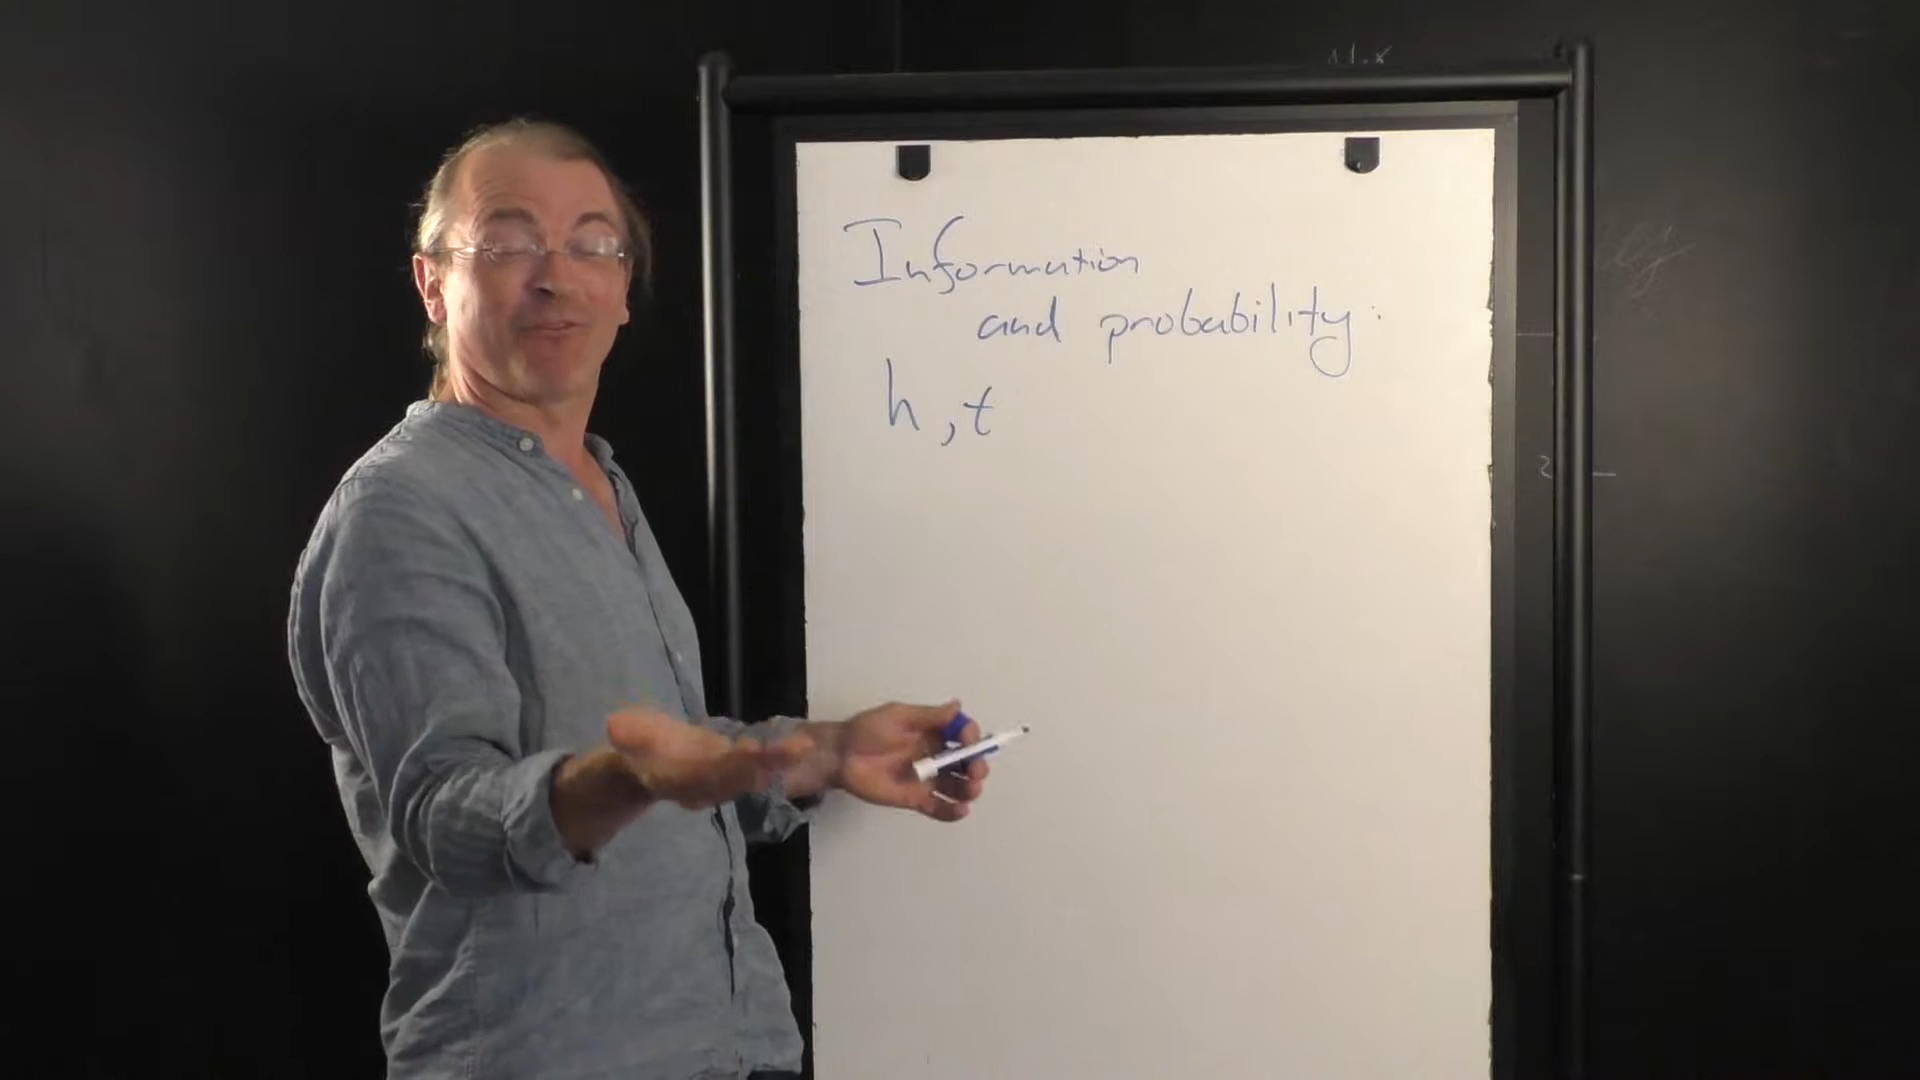 Information
and probability:
h, t